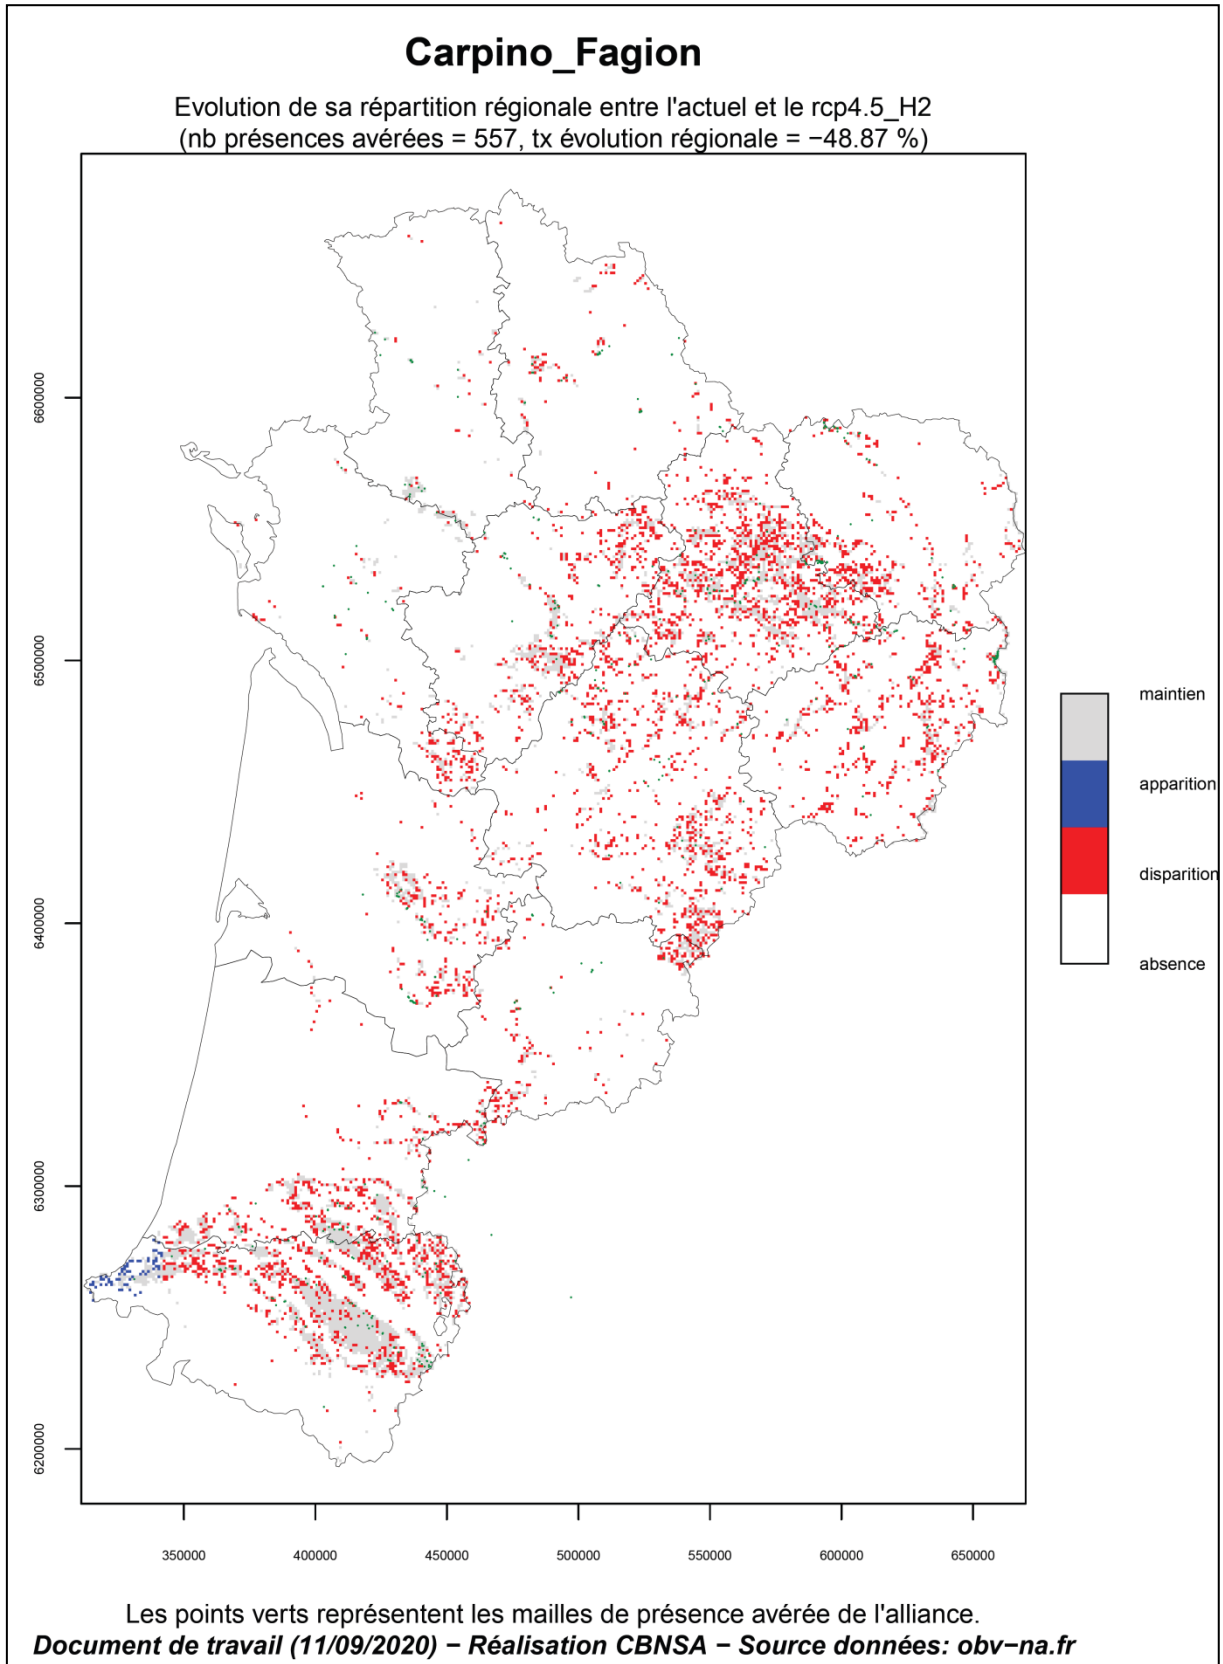 Carpino_Fagion
Evolution de sa répartition régionale entre l'actuel et le rcp4.5_H2
(nb présences avérées = 557, tx évolution régionale = −48.87 %)
6600000
6500000
6400000
6300000
6200000
350000 400000 450000 500000 550000 600000 650000
maintien
apparition
disparition
absence
Les points verts représentent les mailles de présence avérée de l'alliance.
Document de travail (11/09/2020) − Réalisation CBNSA − Source données: obv−na.fr